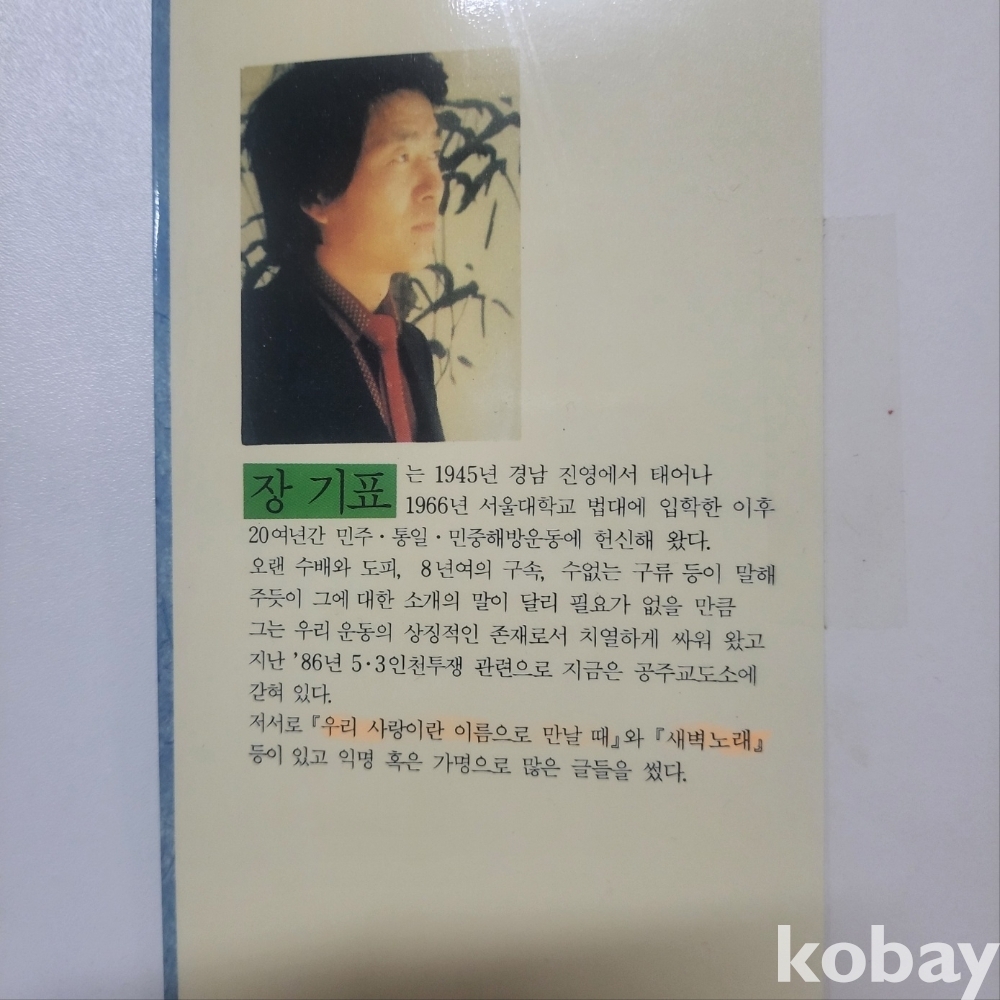 장 기표 는 1945년 경남 진영에서 태어나
1966년 서울대학교 법대에 입학한 이후
20여년간 민주·통일·민중해방운동에 헌신해 왔다.
오랜 수배와 도피, 8년여의 구속, 수없는 구류 등이 말해
주듯이 그에 대한 소개의 말이 달리 필요가 없을 만큼
그는 우리 운동의 상징적인 존재로서 치열하게 싸워 왔고
지난 '86년 5·3인천투쟁 관련으로 지금은 공주교도소에
갇혀 있다.
저서로 『우리 사랑이란 이름으로 만날 때』와 『새벽노래』
등이 있고 익명 혹은 가명으로 많은 글들을 썼다.
kobay